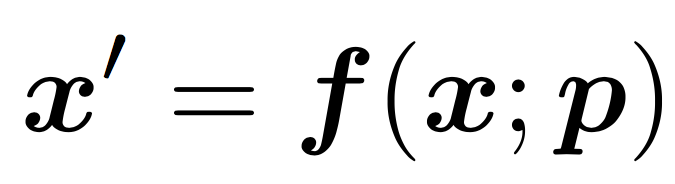 x′ = f(x; p)